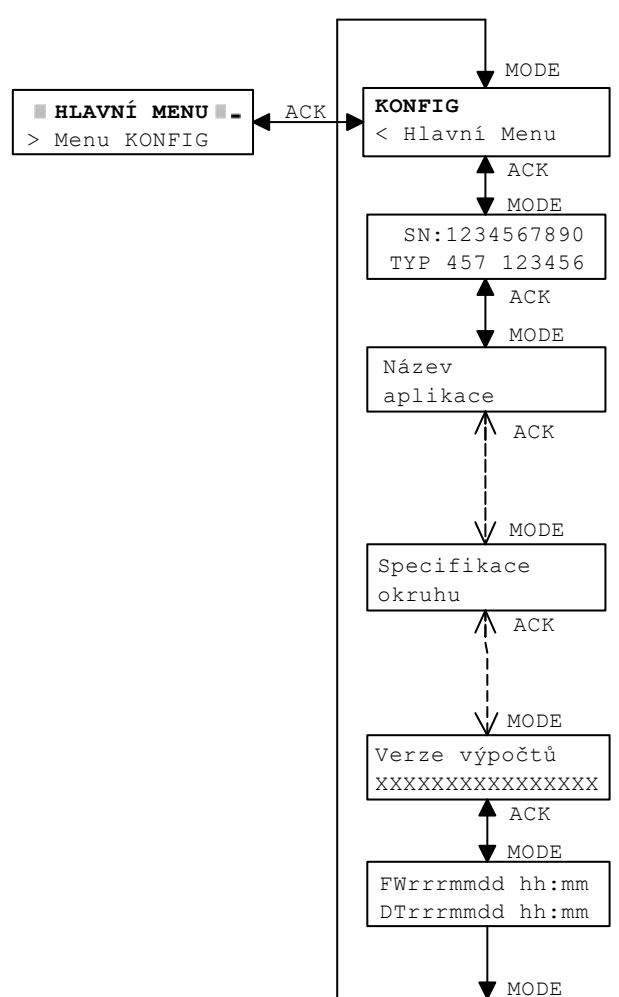 MODE
HLAVNÍ MENU
> Menu KONFIG
ACK
KONFIG
< Hlavní Menu
ACK
MODE
SN:1234567890
TYP 457 123456
ACK
MODE
Název
aplikace
ACK
MODE
Specifikace
okruhu
ACK
MODE
Verze výpočtů
XXXXXXXXXXXXXXXX
ACK
MODE
FWrrrmmdd hh:mm
DTrrrmmdd hh:mm
MODE